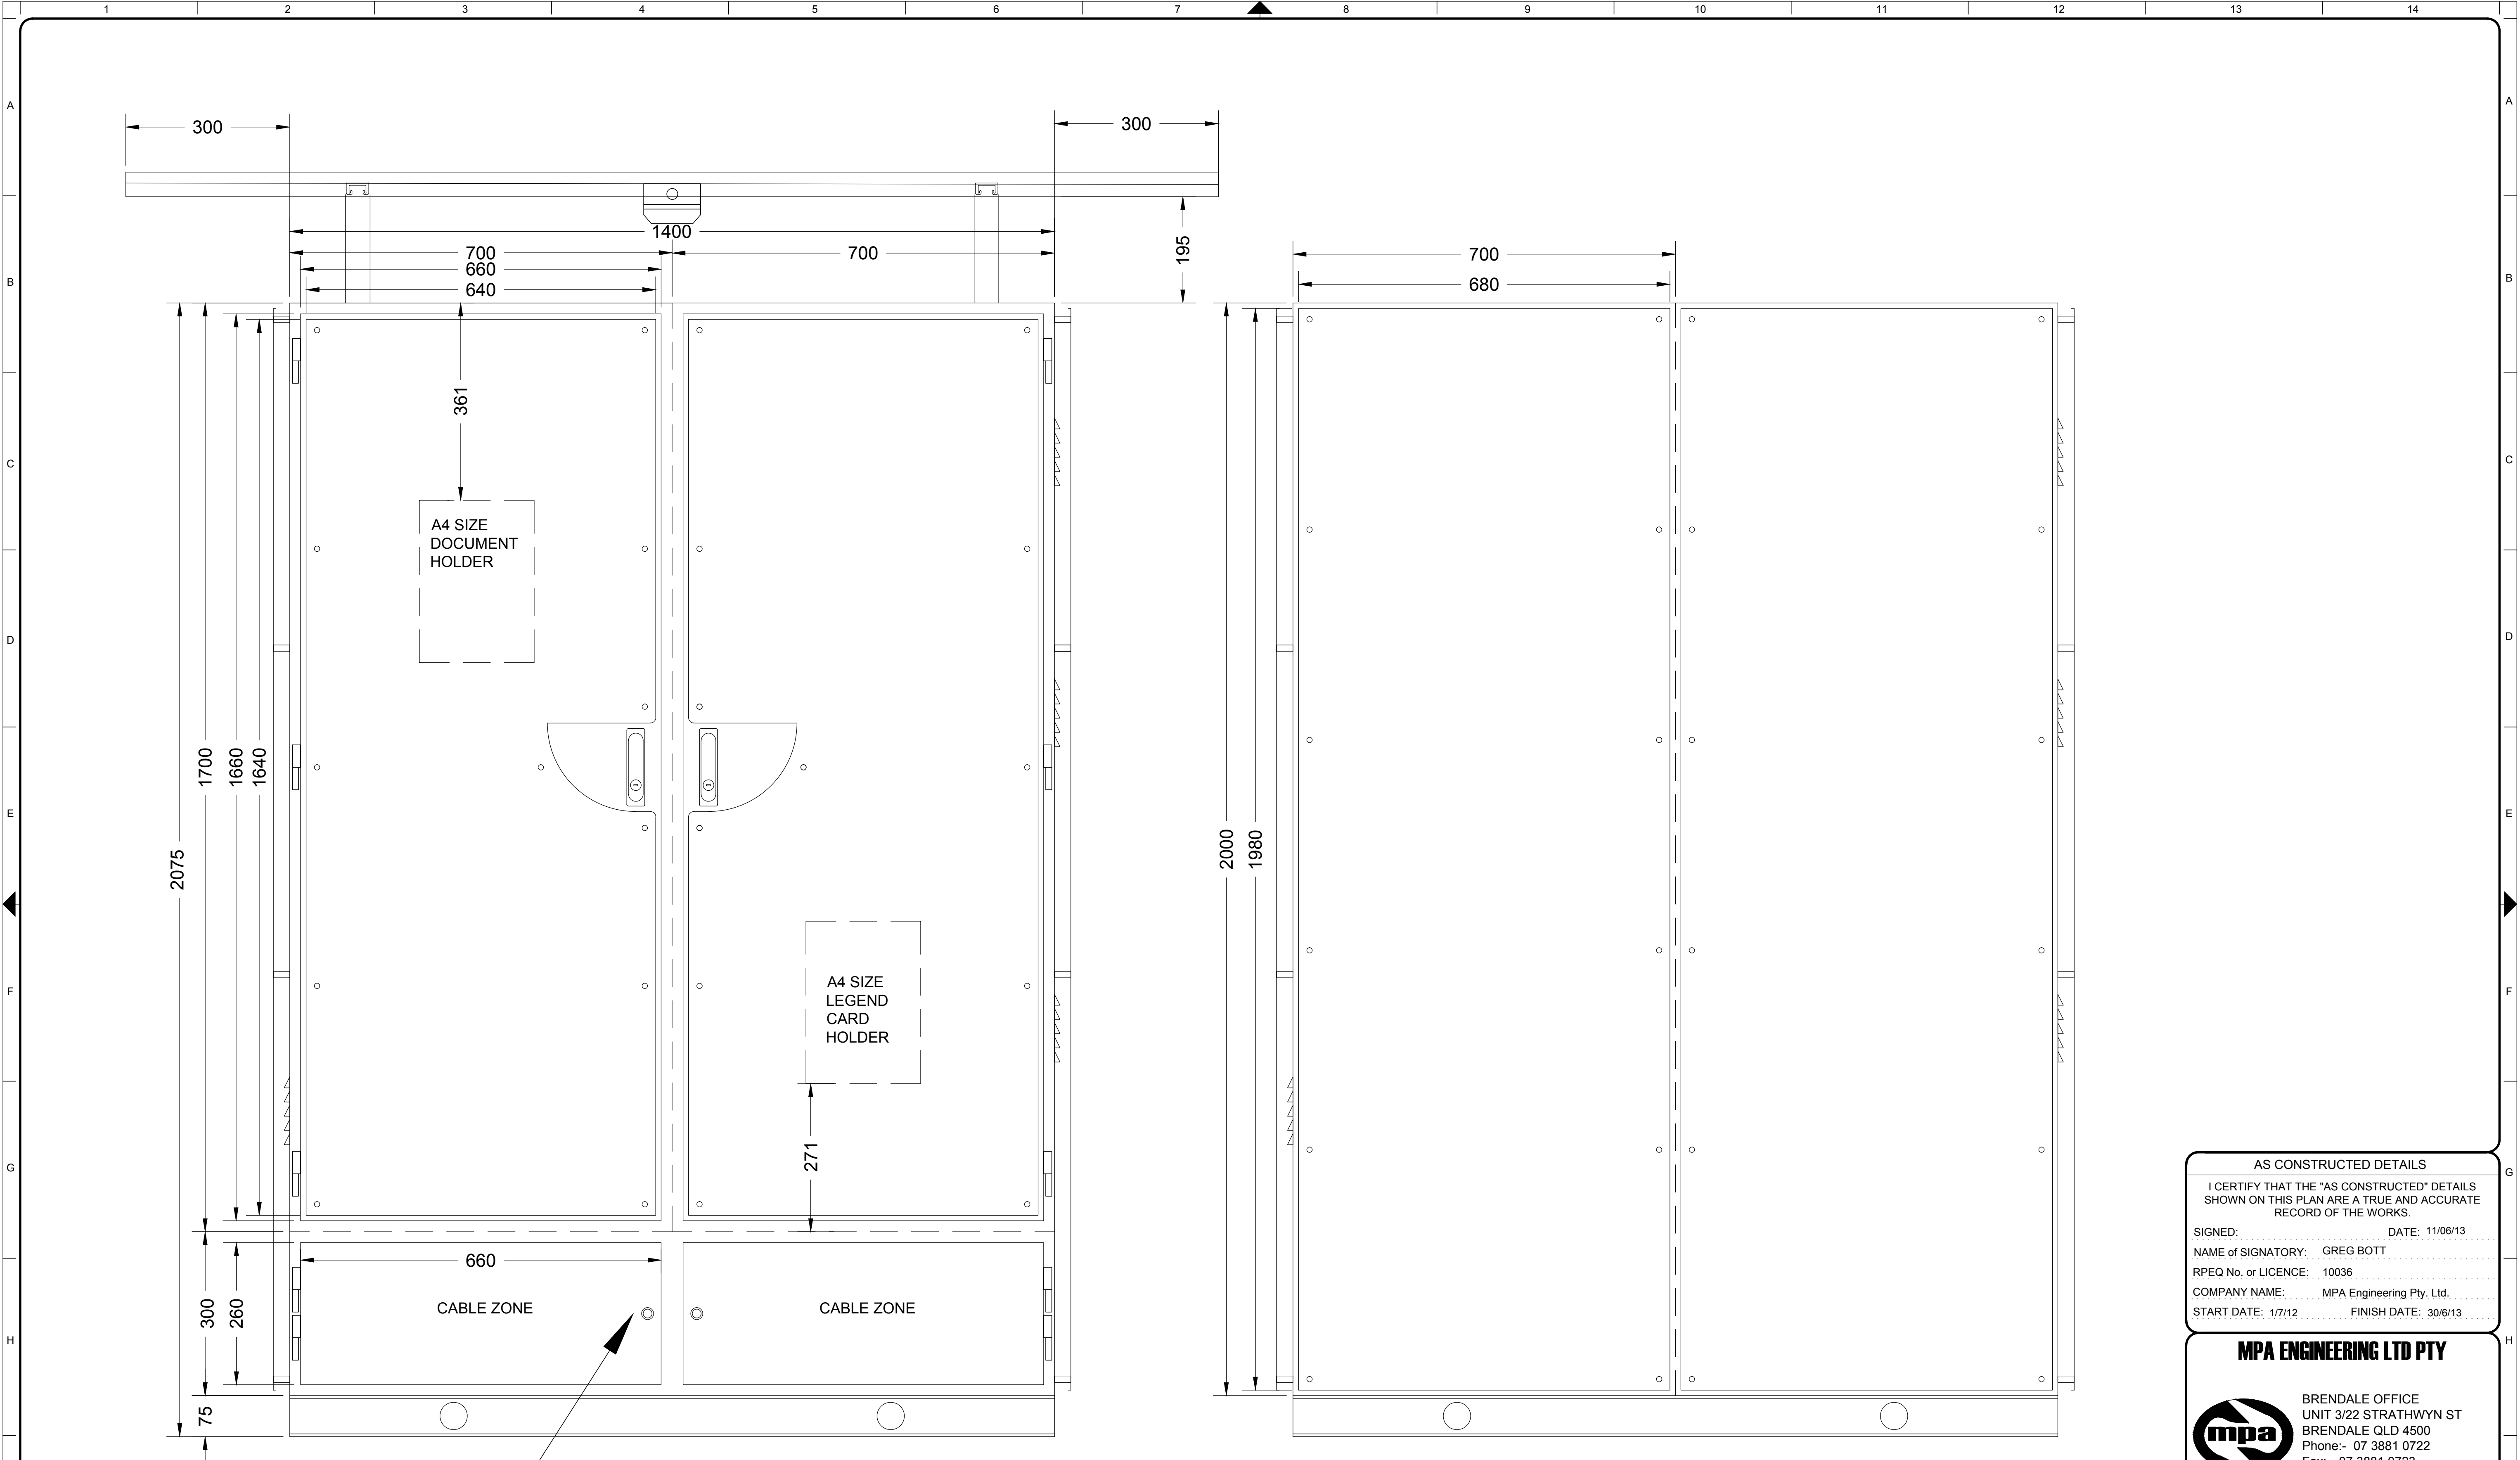 1 2 3 4 5 6 7 8 9 10 11 12 13 14
A A
300 300
1400
700 700 195
660
640
B B
700
680
361
C C
A4 SIZE
DOCUMENT
HOLDER
D D
1700 1660 1640
E E
2075
2000 1980
A4 SIZE
LEGEND
CARD
HOLDER
F F
271
G G
660
300 260
CABLE ZONE CABLE ZONE
H H
75
AS CONSTRUCTED DETAILS
I CERTIFY THAT THE "AS CONSTRUCTED" DETAILS
SHOWN ON THIS PLAN ARE A TRUE AND ACCURATE
RECORD OF THE WORKS.
SIGNED: DATE: 11/06/13
NAME of SIGNATORY: GREG BOTT
RPEQ No. or LICENCE: 10036
COMPANY NAME: MPA Engineering Pty. Ltd.
START DATE: 1/7/12 FINISH DATE: 30/6/13
MPA ENGINEERING LTD PTY
mpa
BRENDALE OFFICE
UNIT 3/22 STRATHWYN ST
BRENDALE QLD 4500
Phone:- 07 3881 0722